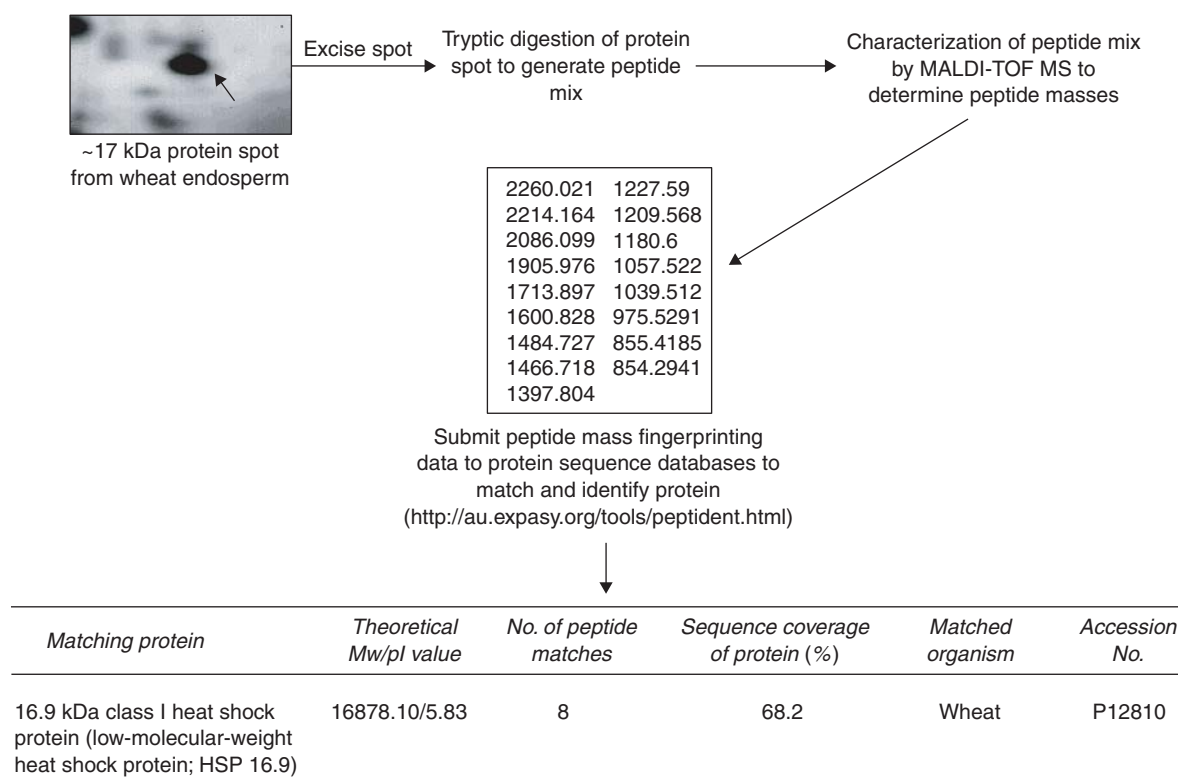 Excise spot
Tryptic digestion of protein
spot to generate peptide
mix
Characterization of peptide mix
by MALDI-TOF MS to
determine peptide masses
~17 kDa protein spot
from wheat endosperm
2260.021 1227.59
2214.164 1209.568
2086.099 1180.6
1905.976 1057.522
1713.897 1039.512
1600.828 975.5291
1484.727 855.4185
1466.718 854.2941
1397.804
Submit peptide mass fingerprinting
data to protein sequence databases to
match and identify protein
(http://au.expasy.org/tools/peptident.html)
Matching protein Theoretical Mw/pI value No. of peptide matches Sequence coverage of protein (%) Matched organism Accession No.
16.9 kDa class I heat shock 16878.10/5.83 8 68.2 Wheat P12810
protein (low-molecular-weight
heat shock protein; HSP 16.9)